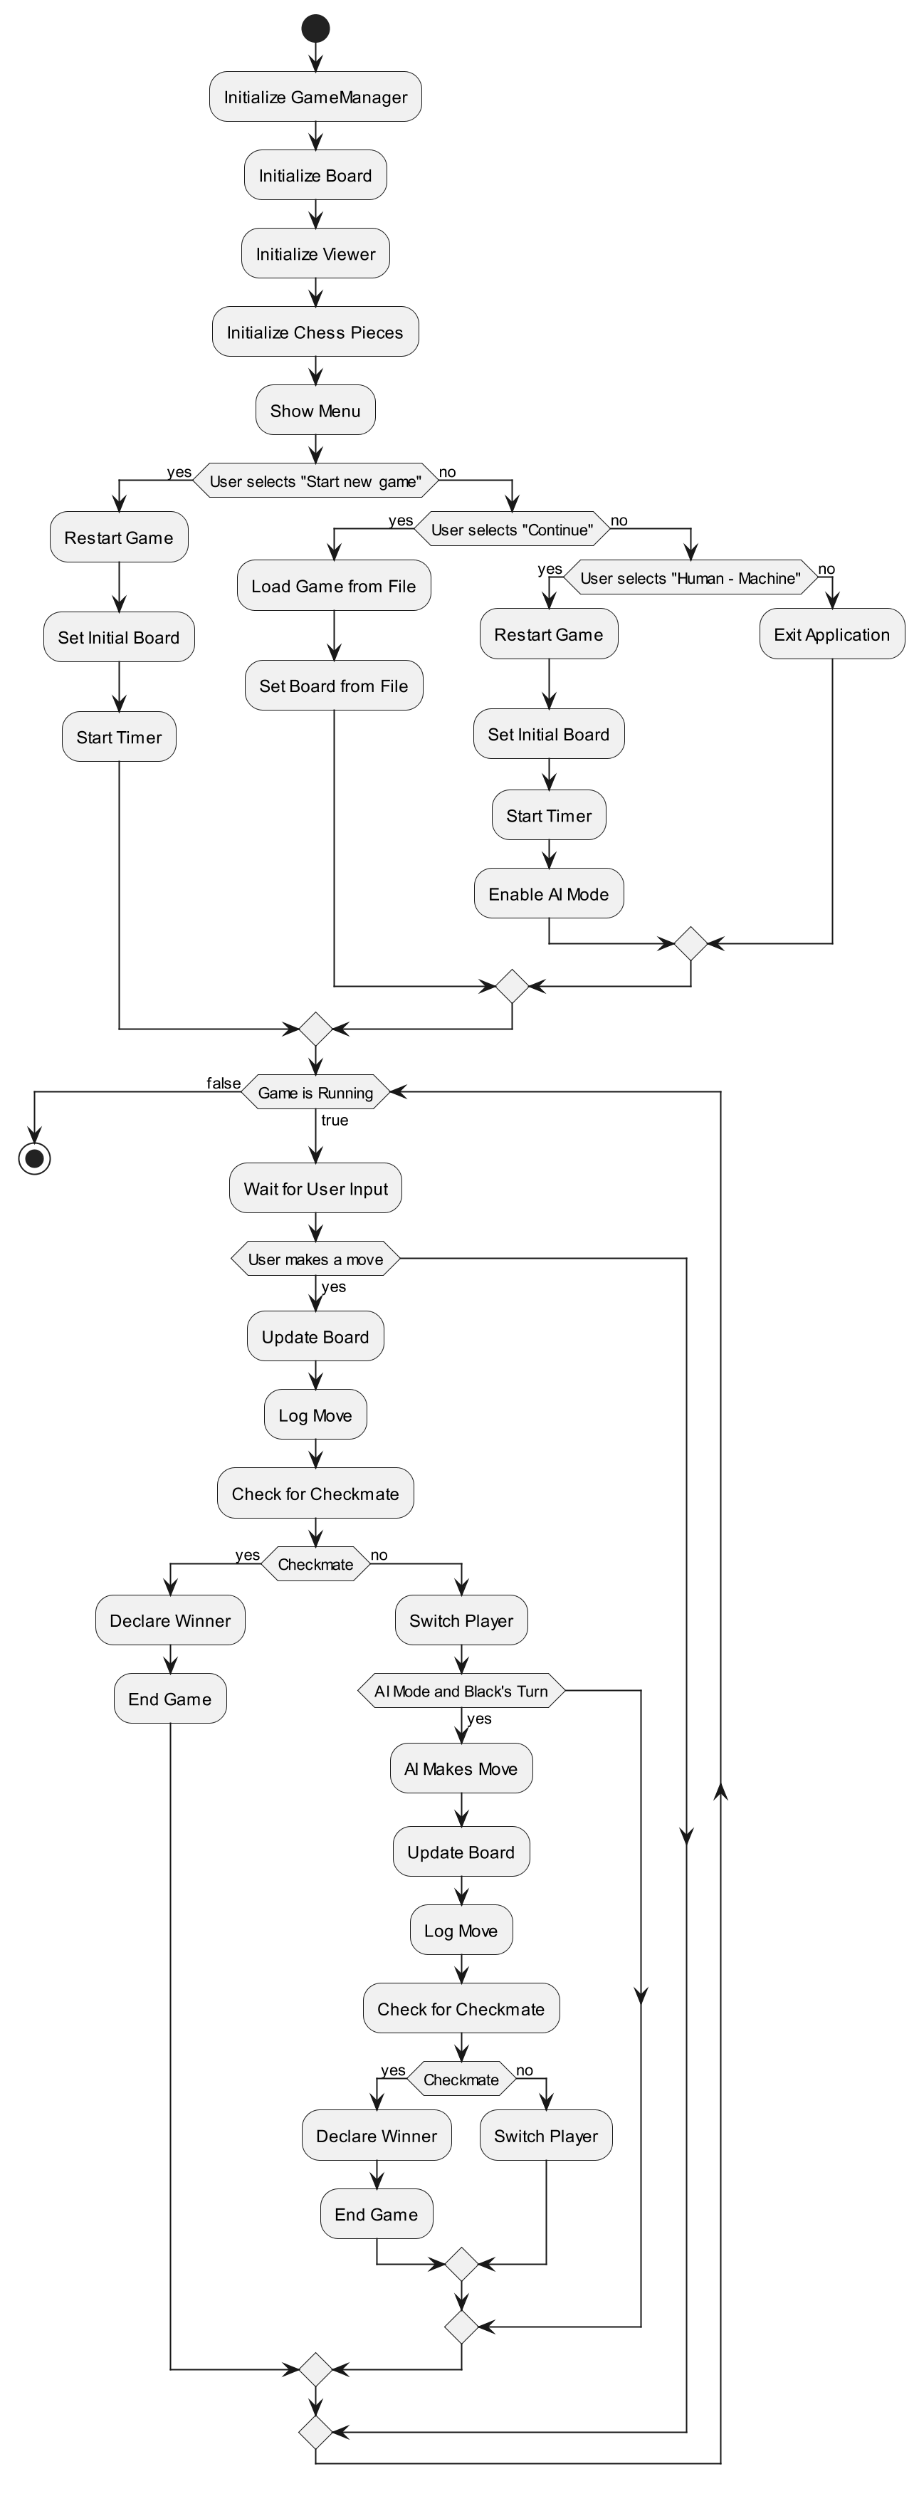 Initialize GameManager
Initialize Board
Initialize Viewer
Initialize Chess Pieces
Show Menu
yes
User selects "Start new game"
no
Restart Game
Set Initial Board
Start Timer
yes
User selects "Continue"
no
Load Game from File
Set Board from File
yes
User selects "Human - Machine"
no
Restart Game
Set Initial Board
Start Timer
Enable AI Mode
Exit Application
false
Game is Running
true
Wait for User Input
User makes a move
yes
Update Board
Log Move
Check for Checkmate
yes
Checkmate
no
Declare Winner
End Game
Switch Player
AI Mode and Black's Turn
yes
AI Makes Move
Update Board
Log Move
Check for Checkmate
yes
Checkmate
no
Declare Winner
End Game
Switch Player